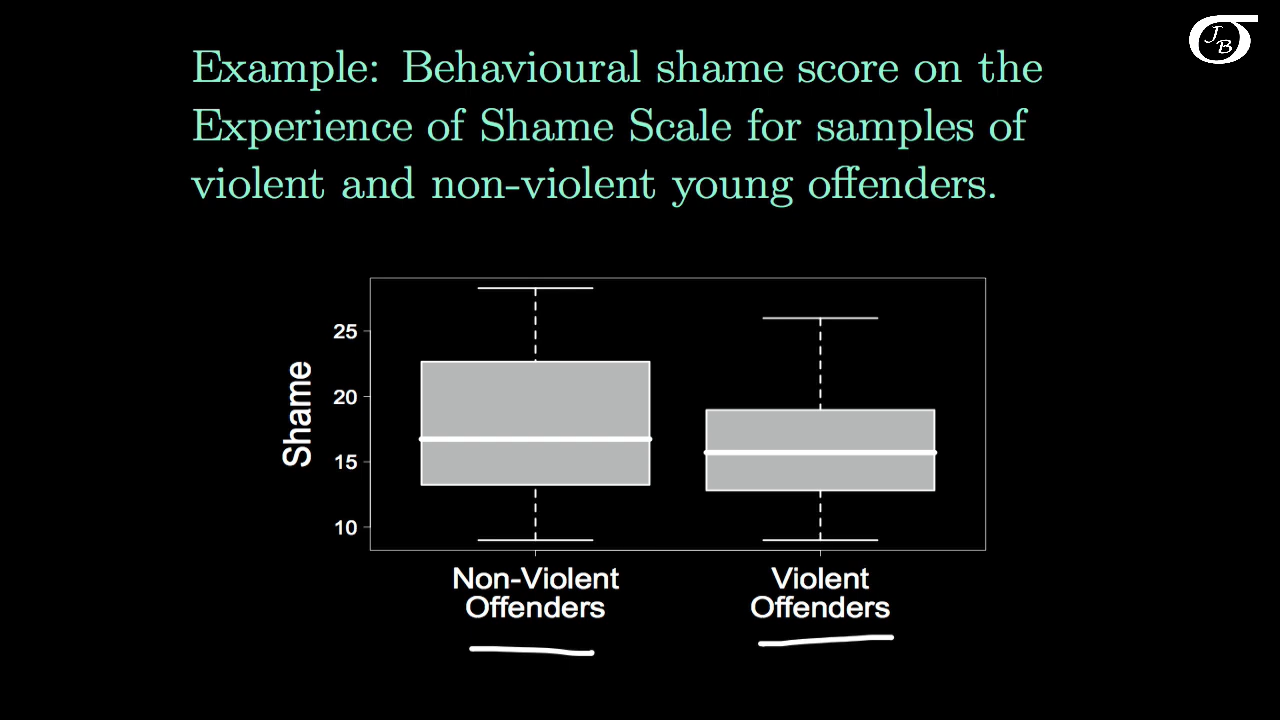 JB
Example: Behavioural shame score on the
Experience of Shame Scale for samples of
violent and non-violent young offenders.
Shame
25
20
15
10
Non-Violent
Offenders
Violent
Offenders